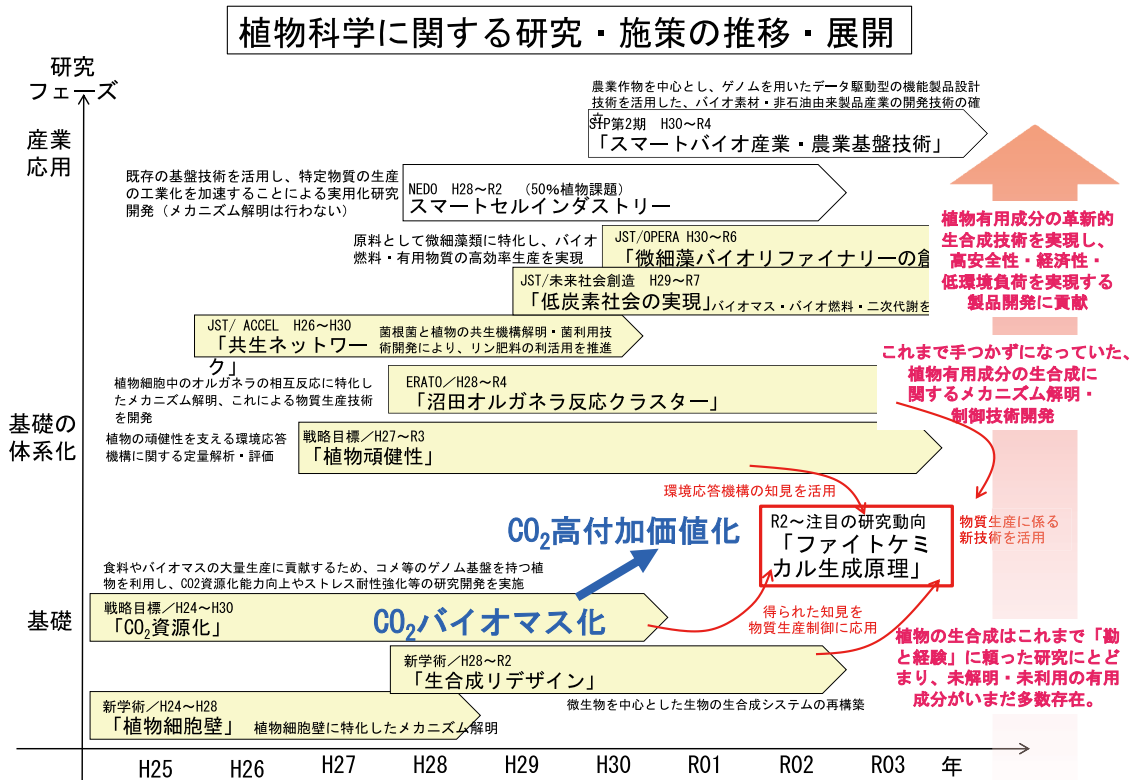 植物科学に関する研究・施策の推移・展開
研究
フェーズ
産業
応用
農業作物を中心とし、ゲノムを用いたデータ駆動型の機能製品設計
技術を活用した、バイオ素材・非石油由来製品産業の開発技術の確
立
SIP第2期 H30～R4
「スマートバイオ産業・農業基盤技術」
既存の基盤技術を活用し、特定物質の生産
の工業化を加速することによる実用化研究
開発（メカニズム解明は行わない）
NEDO H28～R2 （50%植物課題）
スマートセルインダストリー
原料として微細藻類に特化し、バイオ
燃料・有用物質の高効率生産を実現
JST/OPERA H30～R6
「微細藻バイオリファイナリーの創
JST/未来社会創造 H29～R7
「低炭素社会の実現」バイオマス・バイオ燃料・二次代謝を
JST/ ACCEL H26～H30
「共生ネットワー
ク」
菌根菌と植物の共生機構解明・菌利用技
術開発により、リン肥料の利活用を推進
植物細胞中のオルガネラの相互反応に特化し
たメカニズム解明、これによる物質生産技術
を開発
ERATO／H28～R4
「沼田オルガネラ反応クラスター」
基礎の
体系化
植物の頑健性を支える環境応答
機構に関する定量解析・評価
戦略目標／H27～R3
「植物頑健性」
環境応答機構の知見を活用
植物有用成分の革新的
生合成技術を実現し、
高安全性・経済性・
低環境負荷を実現する
製品開発に貢献
これまで手つかずになっていた、
植物有用成分の生合成に
関するメカニズム解明・
制御技術開発
R2～注目の研究動向
「ファイトケミ
カル生成原理」
物質生産に係る
新技術を活用
CO2高付加価値化
食料やバイオマスの大量生産に貢献するため、コメ等のゲノム基盤を持つ植
物を利用し、CO2資源化能力向上やストレス耐性強化等の研究開発を実施
基礎
戦略目標／H24～H30
「CO2資源化」
CO2バイオマス化
得られた知見を
物質生産制御に応用
新学術／H28～R2
「生合成リデザイン」
微生物を中心とした生物の生合成システムの再構築
植物の生合成はこれまで「勘
と経験」に頼った研究にとど
まり、未解明・未利用の有用
成分がいまだ多数存在。
新学術／H24～H28
「植物細胞壁」 植物細胞壁に特化したメカニズム解明
H25 H26 H27 H28 H29 H30 R01 R02 R03 年